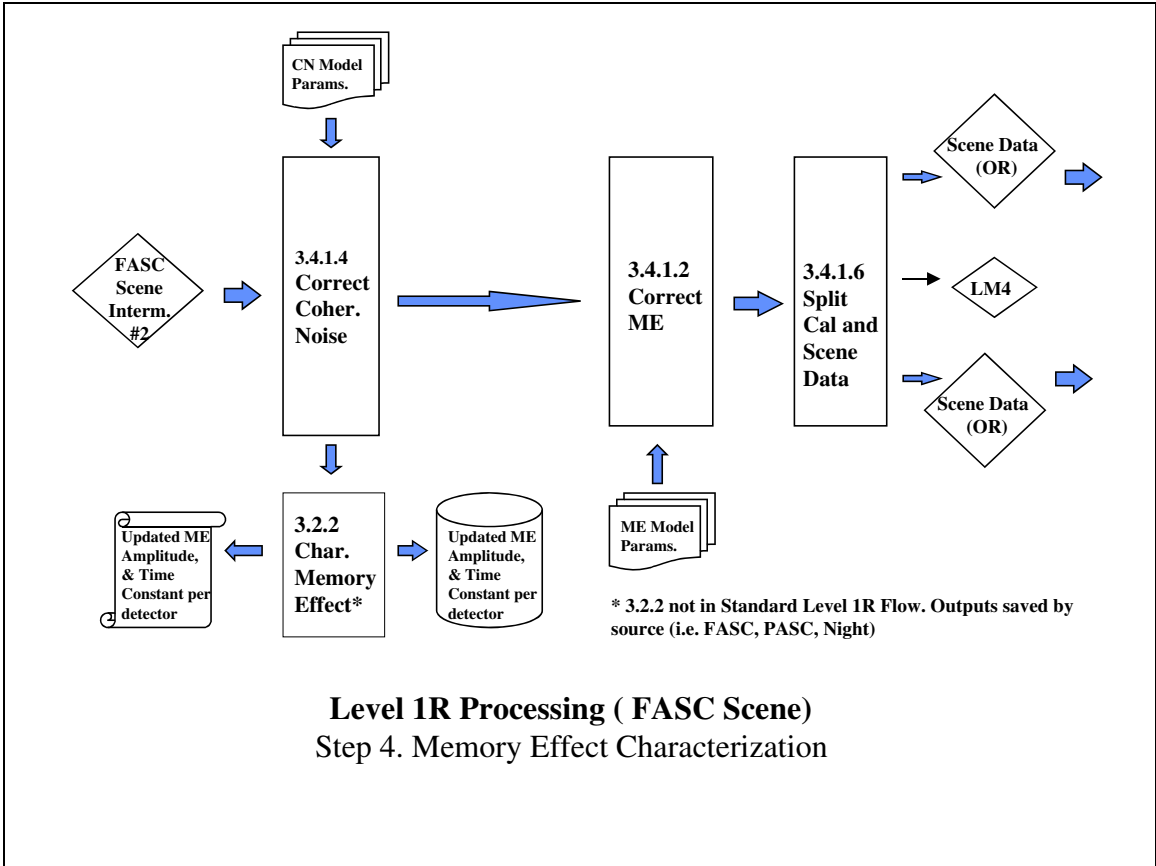 CN Model
Params.
Scene Data
(OR)
FASC
Scene
Interm.
#2
3.4.1.4
Correct
Coher.
Noise
3.4.1.2
Correct
ME
3.4.1.6
Split
Cal and
Scene
Data
LM4
Scene Data
(OR)
Updated ME
Amplitude,
& Time
Constant per
detector
3.2.2
Char.
Memory
Effect*
Updated ME
Amplitude,
& Time
Constant per
detector
ME Model
Params.
* 3.2.2 not in Standard Level 1R Flow. Outputs saved by
source (i.e. FASC, PASC, Night)
Level 1R Processing ( FASC Scene)
Step 4. Memory Effect Characterization